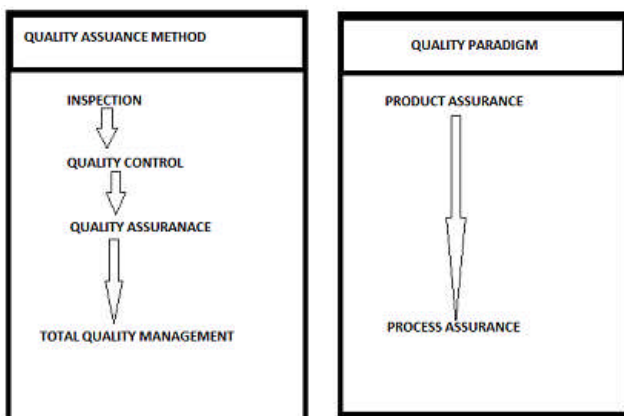 QUALITY ASSUANCE METHOD
INSPECTION
QUALITY CONTROL
QUALITY ASSURANACE
TOTAL QUALITY MANAGEMENT
QUALITY PARADIGM
PRODUCT ASSURANCE
PROCESS ASSURANCE